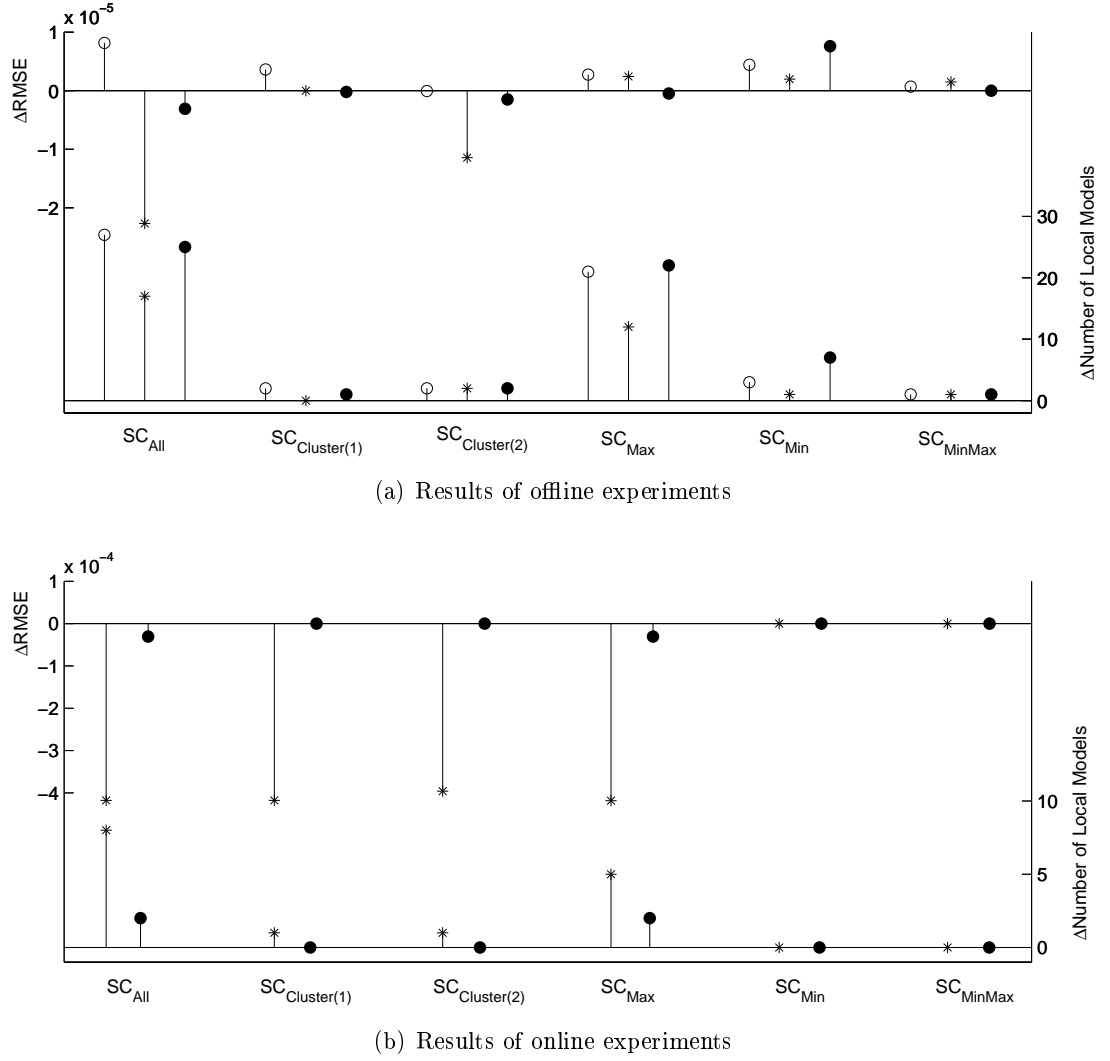 x 10⁻⁵
1
0
−1
−2
ΔRMSE
30
20
10
0
ΔNumber of Local Models
SC_All SC_Cluster(1) SC_Cluster(2) SC_Max SC_Min SC_MinMax
(a) Results of offline experiments
x 10⁻⁴
1
0
−1
−2
−3
−4
ΔRMSE
10
5
0
ΔNumber of Local Models
SC_All SC_Cluster(1) SC_Cluster(2) SC_Max SC_Min SC_MinMax
(b) Results of online experiments